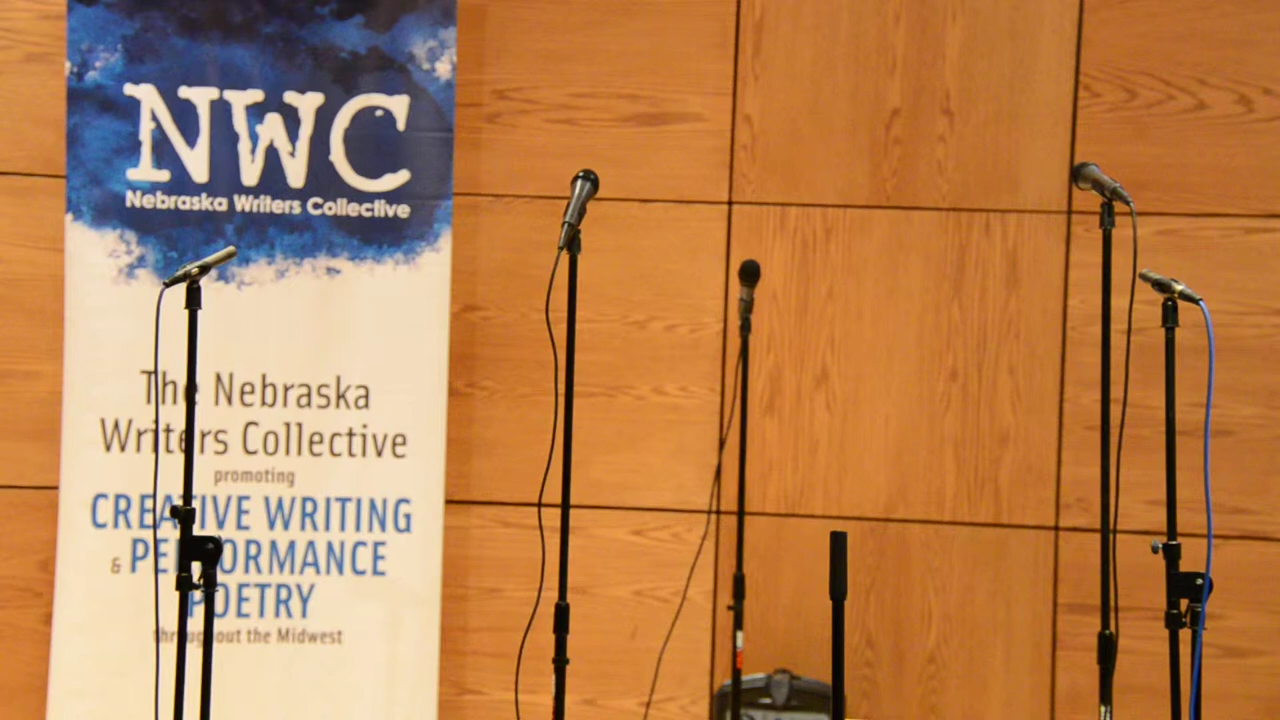 NWC
Nebraska Writers Collective
The Nebraska
Writers Collective
promoting
CREATIVE WRITING
& PERFORMANCE
POETRY
throughout the Midwest